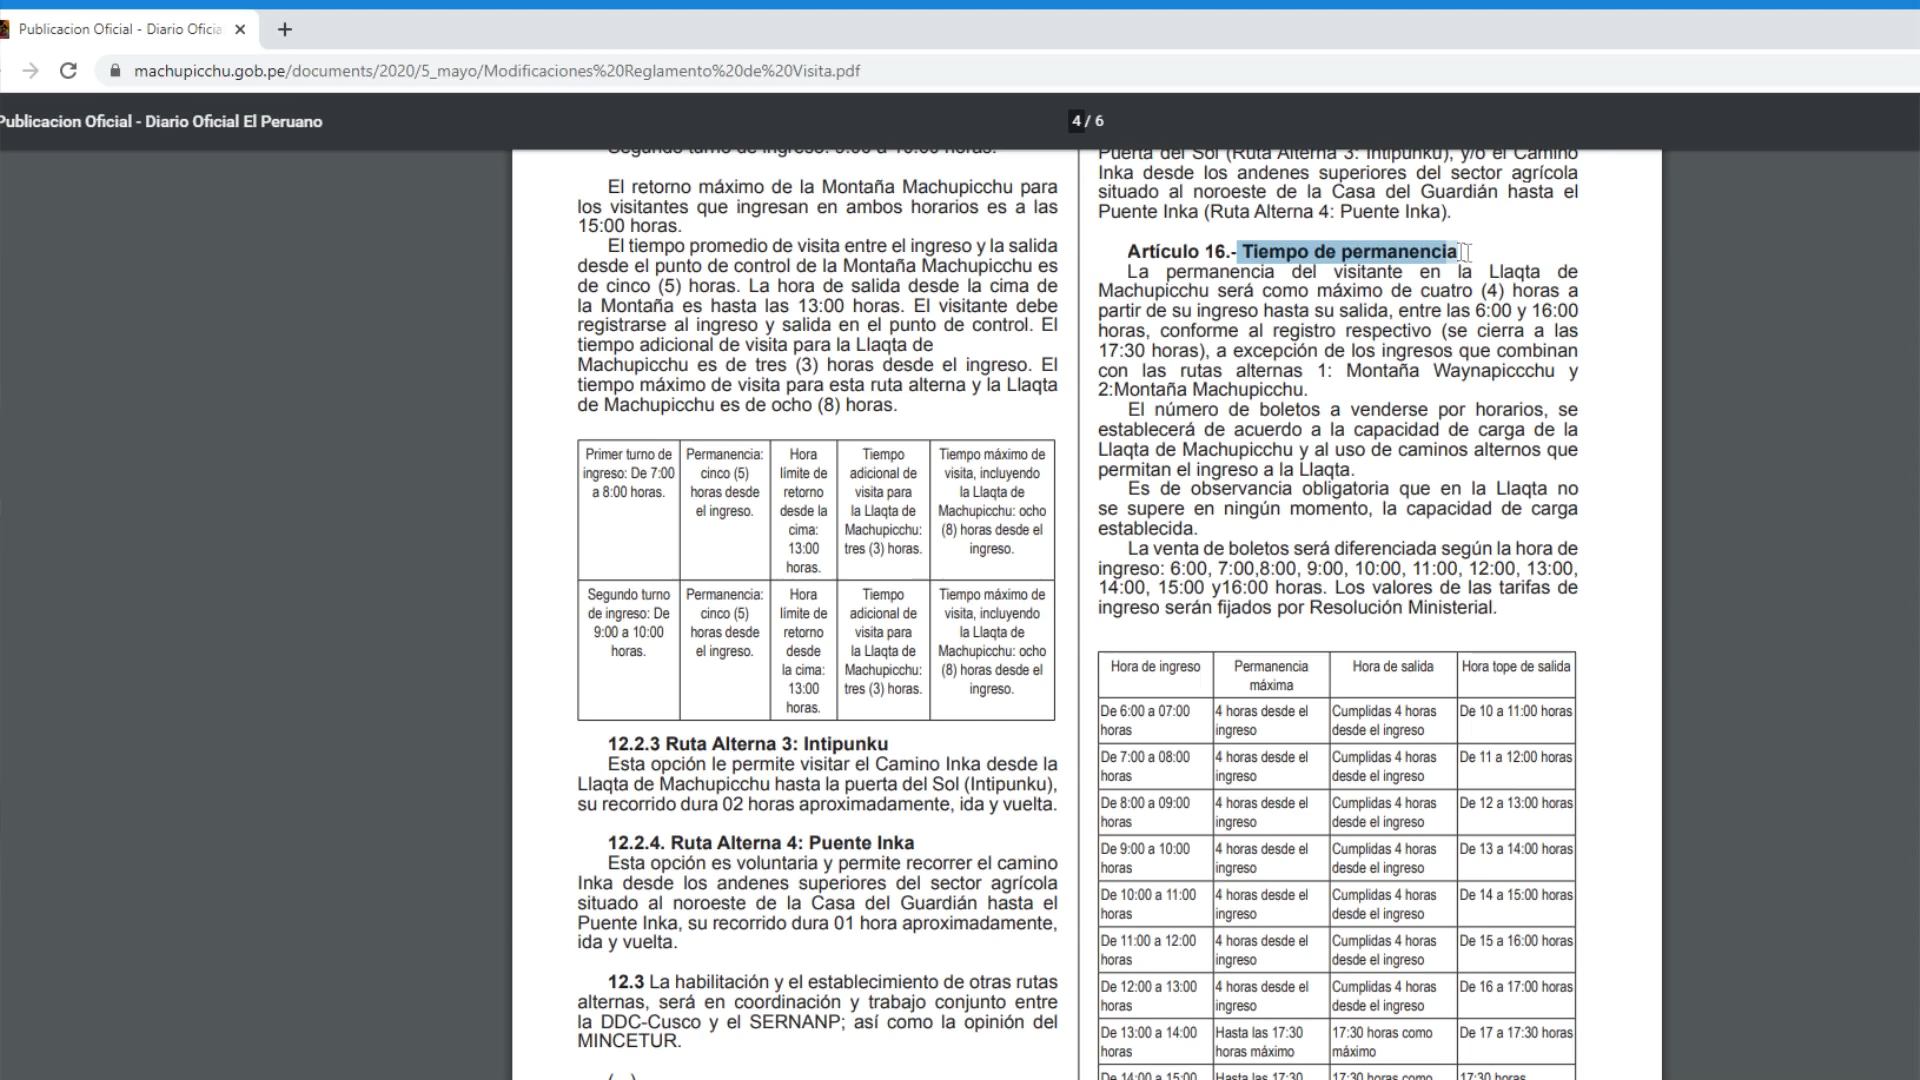 Publicacion Oficial - Diario Oficia
machupicchu.gob.pe/documents/2020/5_mayo/Modificaciones%20Reglamento%20de%20Visita.pdf
Publicacion Oficial - Diario Oficial El Peruano
4 / 6
El retorno máximo de la Montaña Machupicchu para
los visitantes que ingresan en ambos horarios es a las
15:00 horas.
El tiempo promedio de visita entre el ingreso y la salida
desde el punto de control de la Montaña Machupicchu es
de cinco (5) horas. La hora de salida desde la cima de
la Montaña es hasta las 13:00 horas. El visitante debe
registrarse al ingreso y salida en el punto de control. El
tiempo adicional de visita para la Llaqta de
Machupicchu es de tres (3) horas desde el ingreso. El
tiempo máximo de visita para esta ruta alterna y la Llaqta
de Machupicchu es de ocho (8) horas.
Primer turno de
ingreso: De 7:00
a 8:00 horas.
Permanencia:
cinco (5)
horas desde
el ingreso.
Hora
límite de
retorno
desde la
cima:
13:00
horas.
Tiempo
adicional de
visita para
la Llaqta de
Machupicchu:
tres (3) horas.
Tiempo máximo de
visita, incluyendo
la Llaqta de
Machupicchu: ocho
(8) horas desde el
ingreso.
Segundo turno
de ingreso: De
9:00 a 10:00
horas.
Permanencia:
cinco (5)
horas desde
el ingreso.
Hora
límite de
retorno
desde
la cima:
13:00
horas.
Tiempo
adicional de
visita para
la Llaqta de
Machupicchu:
tres (3) horas.
Tiempo máximo de
visita, incluyendo
la Llaqta de
Machupicchu: ocho
(8) horas desde el
ingreso.
12.2.3 Ruta Alterna 3: Intipunku
Esta opción le permite visitar el Camino Inka desde la
Llaqta de Machupicchu hasta la puerta del Sol (Intipunku),
su recorrido dura 02 horas aproximadamente, ida y vuelta.
12.2.4. Ruta Alterna 4: Puente Inka
Esta opción es voluntaria y permite recorrer el camino
Inka desde los andenes superiores del sector agrícola
situado al noroeste de la Casa del Guardián hasta el
Puente Inka, su recorrido dura 01 hora aproximadamente,
ida y vuelta.
12.3 La habilitación y el establecimiento de otras rutas
alternas, será en coordinación y trabajo conjunto entre
la DDC-Cusco y el SERNANP; así como la opinión del
MINCETUR.
Puerta del Sol (Ruta Alterna 3: Intipunku), y/o el Camino
Inka desde los andenes superiores del sector agrícola
situado al noroeste de la Casa del Guardián hasta el
Puente Inka (Ruta Alterna 4: Puente Inka).
Artículo 16.- Tiempo de permanencia
La permanencia del visitante en la Llaqta de
Machupicchu será como máximo de cuatro (4) horas a
partir de su ingreso hasta su salida, entre las 6:00 y 16:00
horas, conforme al registro respectivo (se cierra a las
17:30 horas), a excepción de los ingresos que combinan
con las rutas alternas 1: Montaña Waynapiccchu y
2:Montaña Machupicchu.
El número de boletos a venderse por horarios, se
establecerá de acuerdo a la capacidad de carga de la
Llaqta de Machupicchu y al uso de caminos alternos que
permitan el ingreso a la Llaqta.
Es de observancia obligatoria que en la Llaqta no
se supere en ningún momento, la capacidad de carga
establecida.
La venta de boletos será diferenciada según la hora de
ingreso: 6:00, 7:00,8:00, 9:00, 10:00, 11:00, 12:00, 13:00,
14:00, 15:00 y16:00 horas. Los valores de las tarifas de
ingreso serán fijados por Resolución Ministerial.
Hora de ingreso
Permanencia
máxima
Hora de salida
Hora tope de salida
De 6:00 a 07:00
horas
4 horas desde el
ingreso
Cumplidas 4 horas
desde el ingreso
De 10 a 11:00 horas
De 7:00 a 08:00
horas
4 horas desde el
ingreso
Cumplidas 4 horas
desde el ingreso
De 11 a 12:00 horas
De 8:00 a 09:00
horas
4 horas desde el
ingreso
Cumplidas 4 horas
desde el ingreso
De 12 a 13:00 horas
De 9:00 a 10:00
horas
4 horas desde el
ingreso
Cumplidas 4 horas
desde el ingreso
De 13 a 14:00 horas
De 10:00 a 11:00
horas
4 horas desde el
ingreso
Cumplidas 4 horas
desde el ingreso
De 14 a 15:00 horas
De 11:00 a 12:00
horas
4 horas desde el
ingreso
Cumplidas 4 horas
desde el ingreso
De 15 a 16:00 horas
De 12:00 a 13:00
horas
4 horas desde el
ingreso
Cumplidas 4 horas
desde el ingreso
De 16 a 17:00 horas
De 13:00 a 14:00
horas
Hasta las 17:30
horas máximo
17:30 horas como
máximo
De 17 a 17:30 horas
De 14:00 a 15:00
Hasta las 17:30
17:30 horas como
17:30 horas